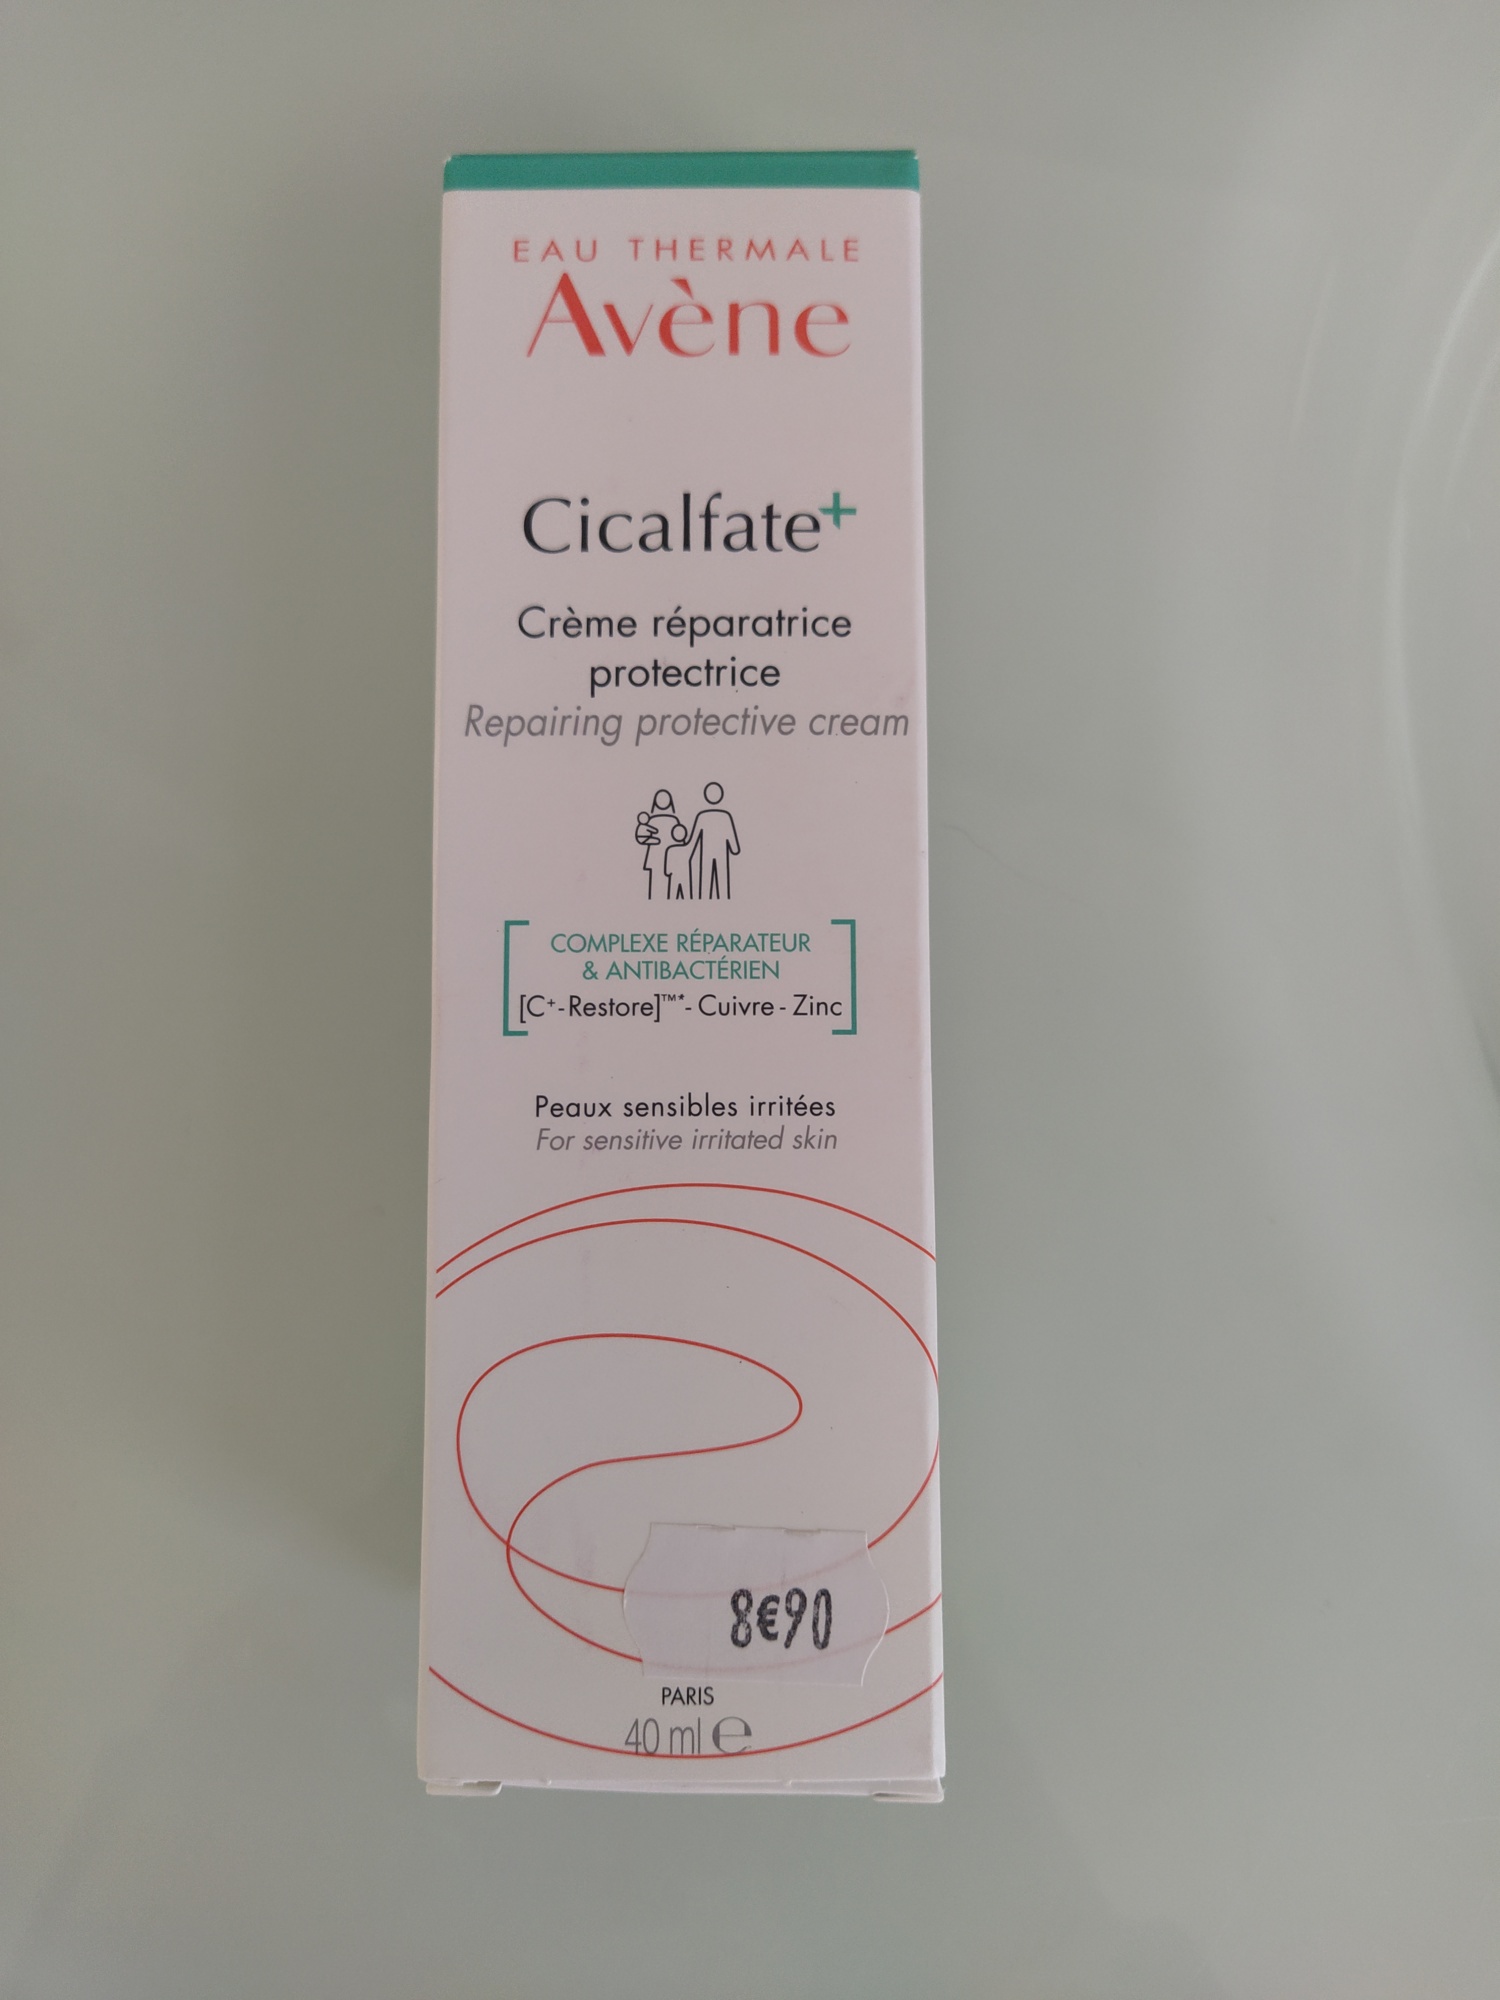 EAU THERMALE
Avène
Cicalfate+
Crème réparatrice
protectrice
Repairing protective cream
COMPLEXE RÉPARATEUR
& ANTIBACTÉRIEN
[C+-Restore]™*- Cuivre - Zinc
Peaux sensibles irritées
For sensitive irritated skin
8€90
PARIS
40 ml e